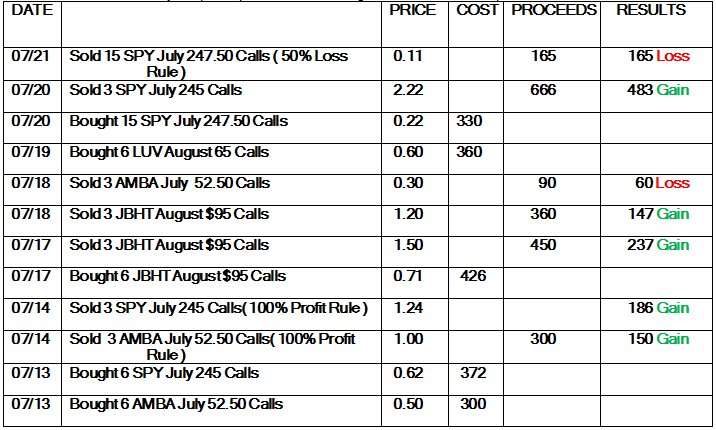 DATE PRICE COST PROCEEDS RESULTS
07/21 Sold 15 SPY July 247.50 Calls ( 50% Loss 0.11 165 165 Loss
Rule )
07/20 Sold 3 SPY July 245 Calls 2.22 666 483 Gain
07/20 Bought 15 SPY July 247.50 Calls 0.22 330
07/19 Bought 6 LUV August 65 Calls 0.60 360
07/18 Sold 3 AMBA July 52.50 Calls 0.30 90 60 Loss
07/18 Sold 3 JBHT August $95 Calls 1.20 360 147 Gain
07/17 Sold 3 JBHT August $95 Calls 1.50 450 237 Gain
07/17 Bought 6 JBHT August $95 Calls 0.71 426
07/14 Sold 3 SPY July 245 Calls( 100% Profit Rule ) 1.24 186 Gain
07/14 Sold 3 AMBA July 52.50 Calls( 100% Profit 1.00 300 150 Gain
Rule )
07/13 Bought 6 SPY July 245 Calls 0.62 372
07/13 Bought 6 AMBA July 52.50 Calls 0.50 300